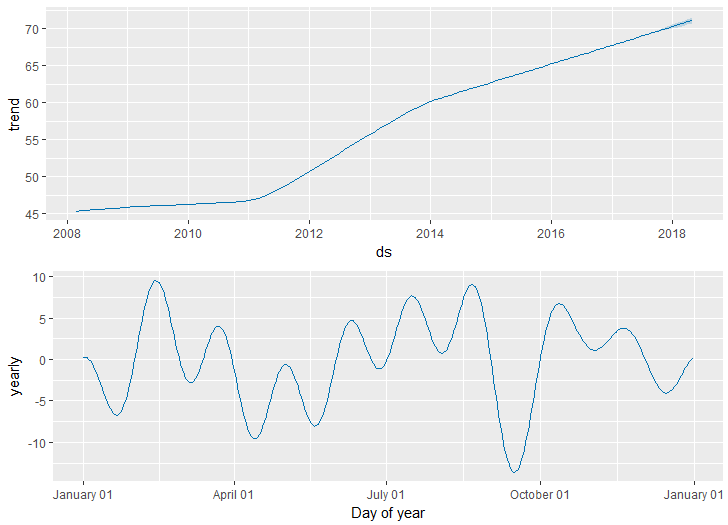 70
65
60
55
50
45
trend
2008 2010 2012 2014 2016 2018
ds
10
5
0
-5
-10
yearly
January 01 April 01 July 01 October 01 January 01
Day of year